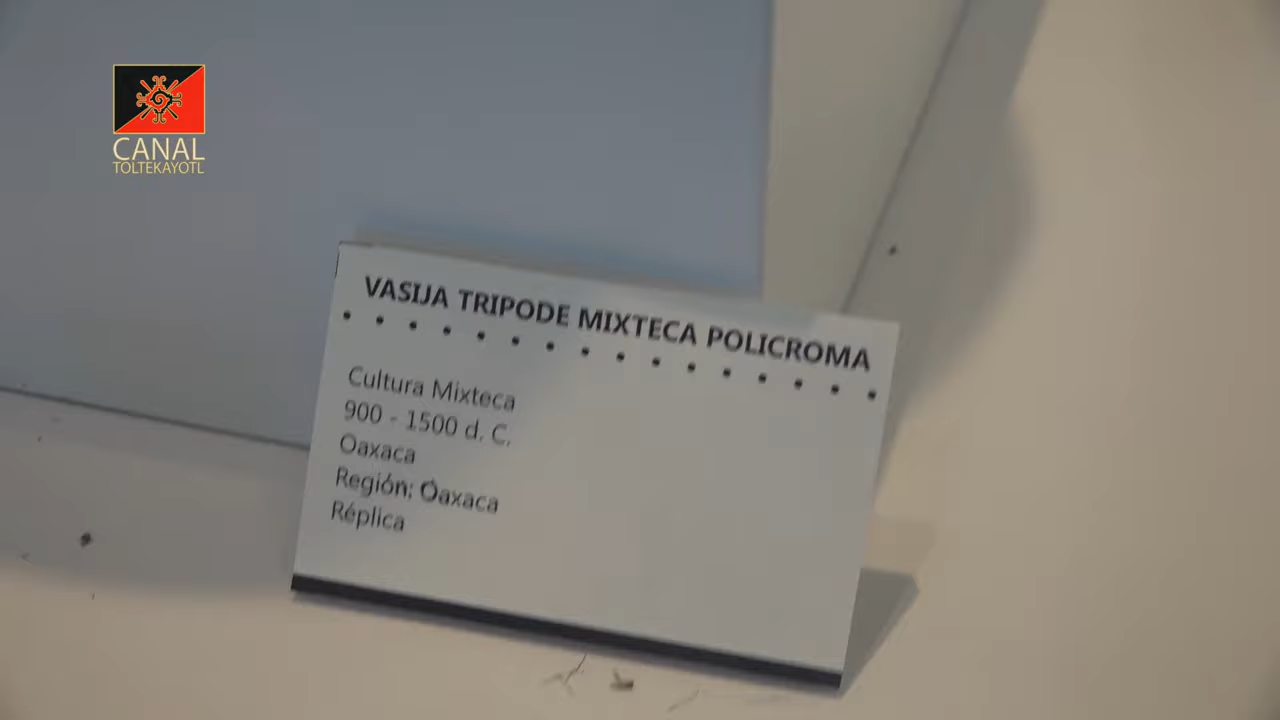 CANAL
TOLTEKAYOTL
VASIJA TRIPODE MIXTECA POLICROMA
Cultura Mixteca
900 - 1500 d. C.
Oaxaca
Región: Oaxaca
Réplica